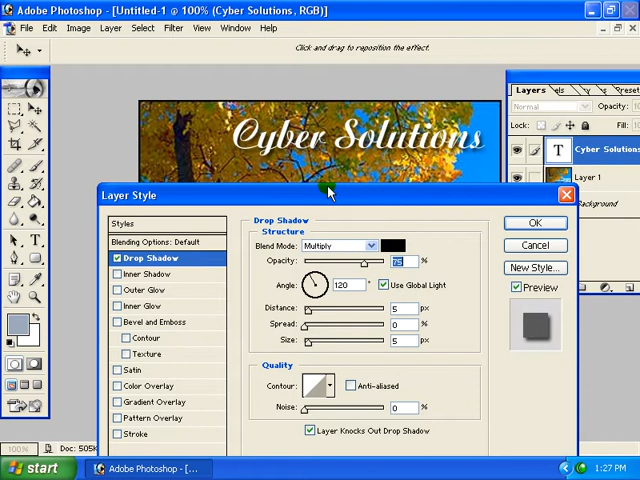 Adobe Photoshop - [Untitled-1 @ 100% (Cyber Solutions, RGB)]
File Edit Image Layer Select Filter View Window Help
Click and drag to reposition the effect.
Layers
Normal Opacity:
Lock: Fill:
Cyber Solutions
T Cyber Solutions
Layer 1
Background
Layer Style
Styles
Blending Options: Default
Drop Shadow
Inner Shadow
Outer Glow
Inner Glow
Bevel and Emboss
Contour
Texture
Satin
Color Overlay
Gradient Overlay
Pattern Overlay
Stroke
Drop Shadow
Structure
Blend Mode: Multiply
Opacity: 75 %
Angle: 120 ° Use Global Light
Distance: 5 px
Spread: 0 %
Size: 5 px
Quality
Contour: Anti-aliased
Noise: 0 %
Layer Knocks Out Drop Shadow
OK
Cancel
New Style...
Preview
100% Doc: 505K
start Adobe Photoshop - [... 1:27 PM